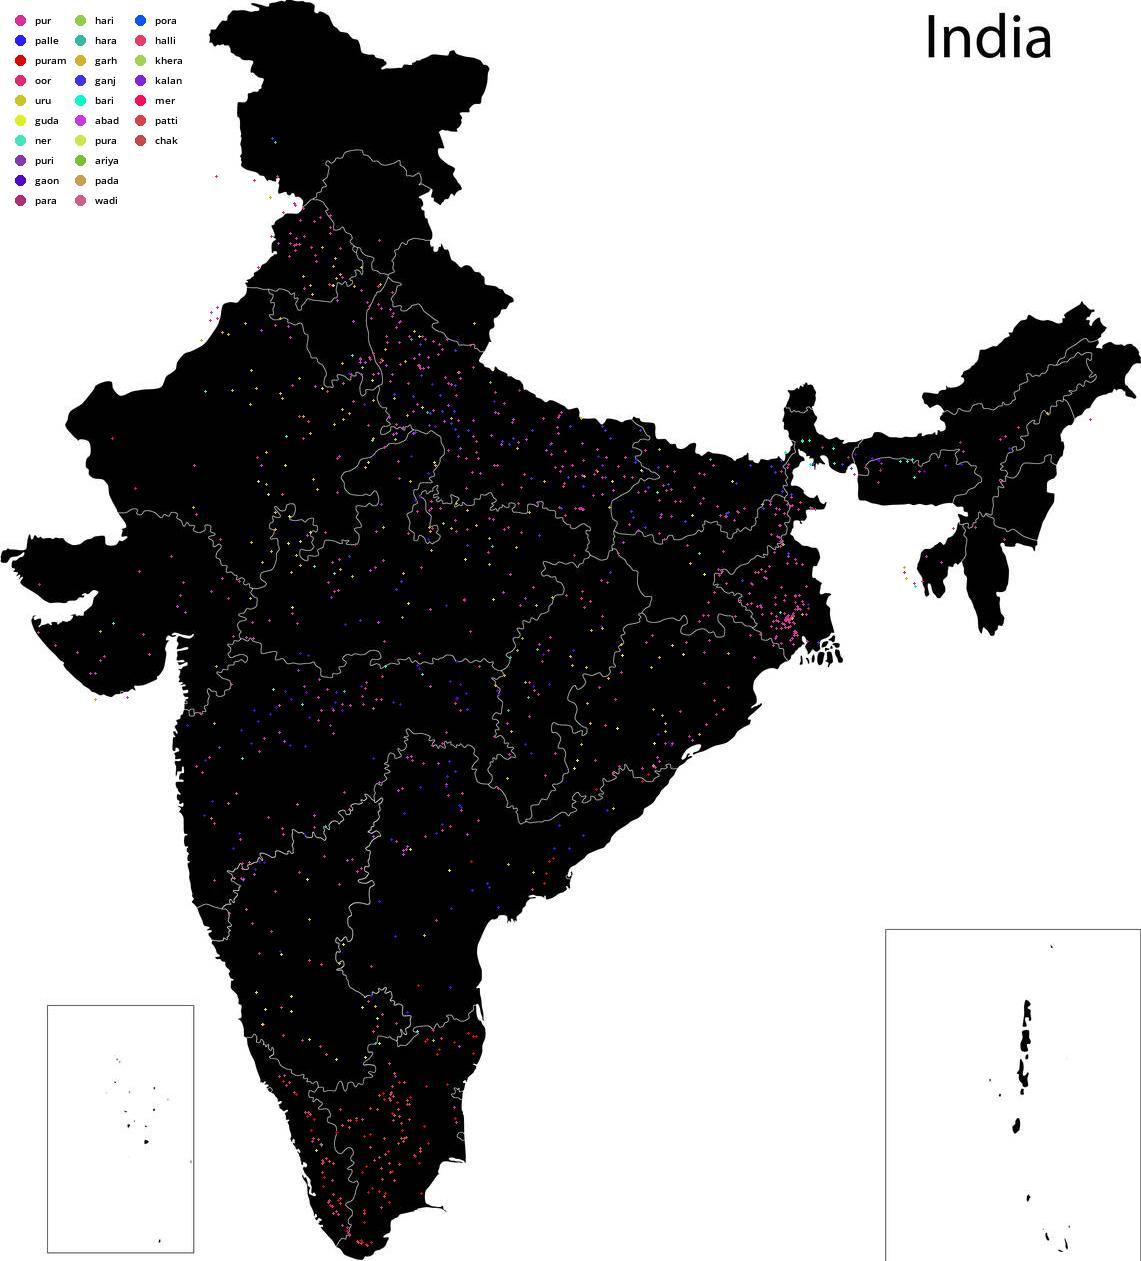 India
pur hari pora
palle hara halli
puram garh khera
oor ganj kalan
uru bari mer
guda abad patti
ner pura chak
puri ariya
gaon pada
para wadi